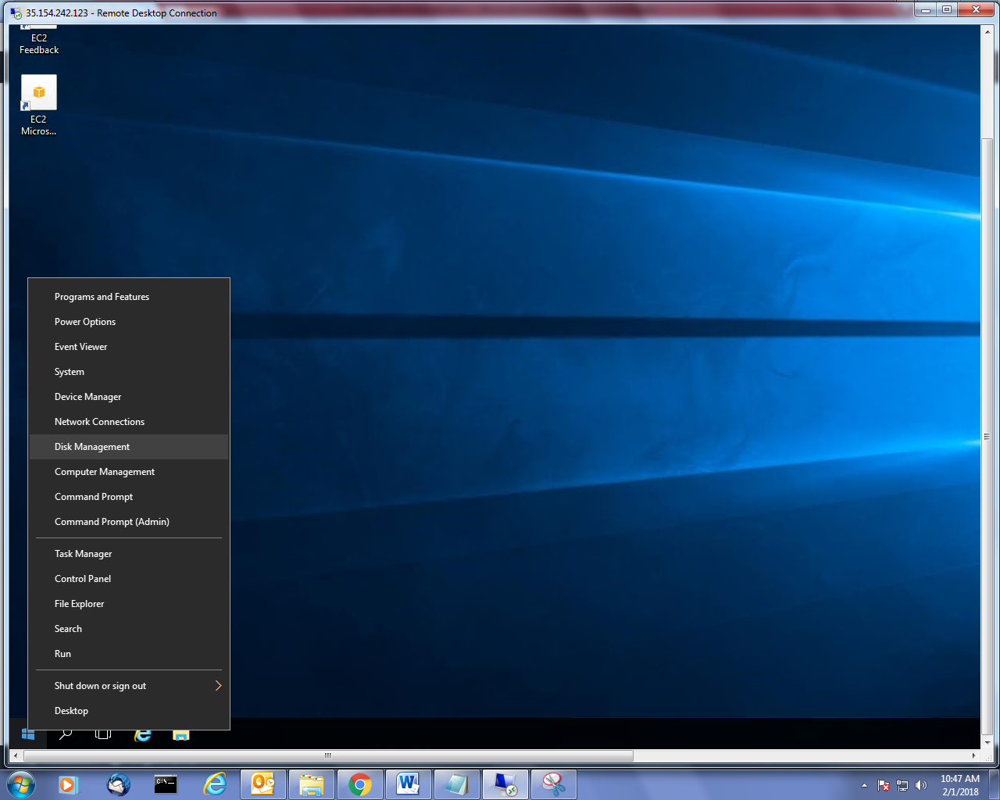 35.154.242.123 - Remote Desktop Connection
EC2
Feedback
EC2
Micros...
Programs and Features
Power Options
Event Viewer
System
Device Manager
Network Connections
Disk Management
Computer Management
Command Prompt
Command Prompt (Admin)
Task Manager
Control Panel
File Explorer
Search
Run
Shut down or sign out
Desktop
10:47 AM
2/1/2018